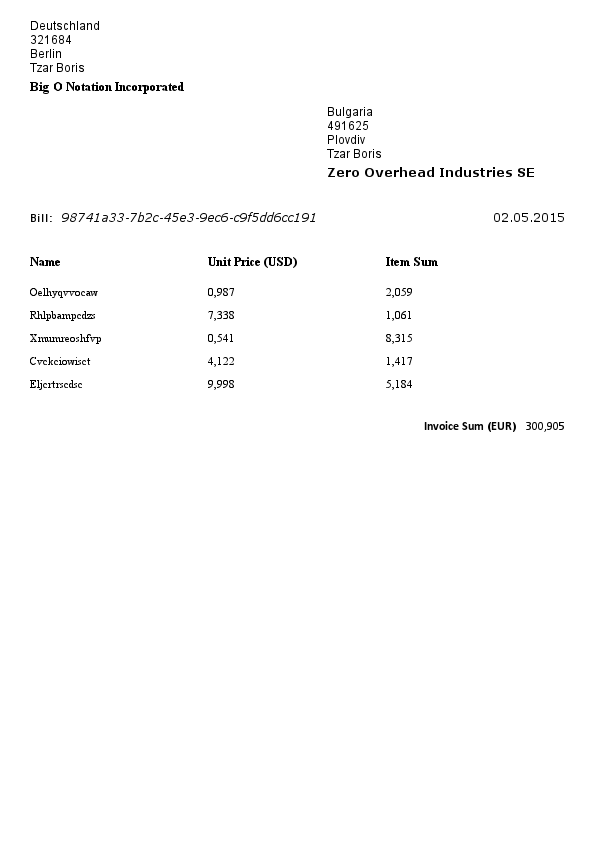 Deutschland
321684
Berlin
Tzar Boris
Big O Notation Incorporated
Bulgaria
491625
Plovdiv
Tzar Boris
Zero Overhead Industries SE
Bill: 98741a33-7b2c-45e3-9ec6-c9f5dd6cc191 02.05.2015
Name Unit Price (USD) Item Sum
Oelhyqvvocaw 0,987 2,059
Rhlpbampcdzs 7,338 1,061
Xmumreoshfvp 0,541 8,315
Cvekeiowisct 4,122 1,417
Eljcrtrscdsc 9,998 5,184
Invoice Sum (EUR) 300,905